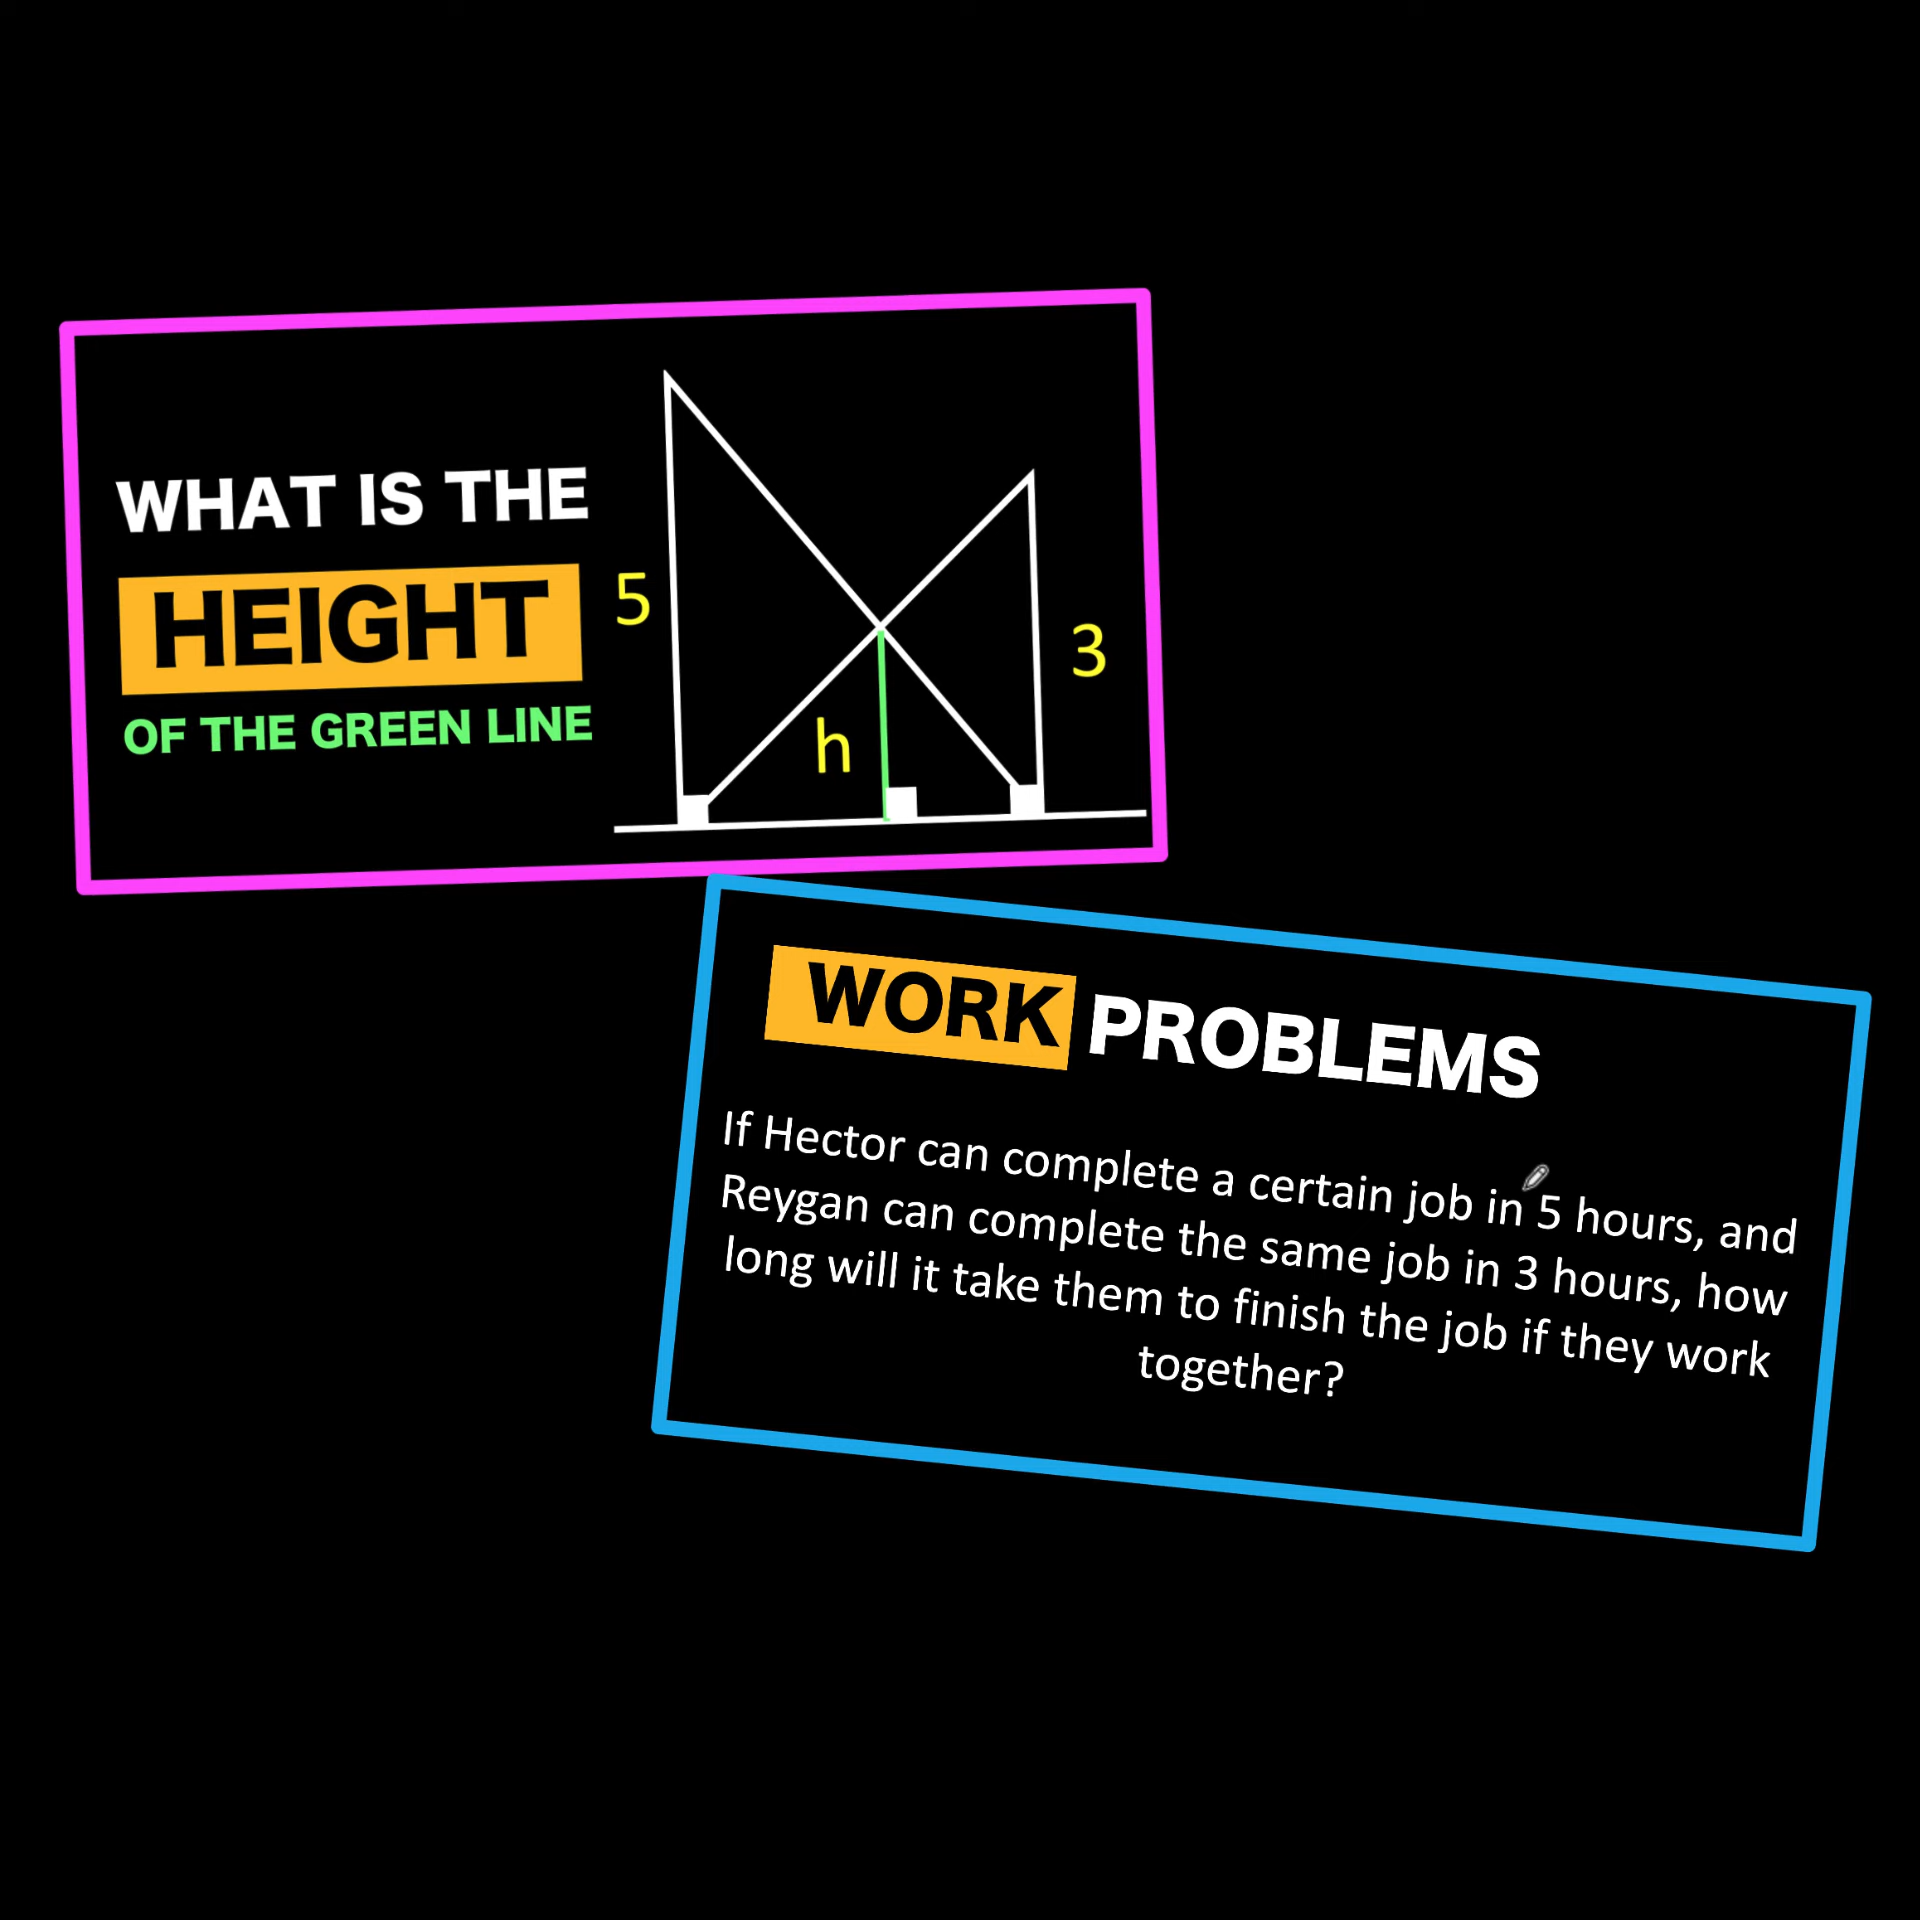 WHAT IS THE
HEIGHT
OF THE GREEN LINE
5
3
h
WORK PROBLEMS
If Hector can complete a certain job in 5 hours, and
Reygan can complete the same job in 3 hours, how
long will it take them to finish the job if they work
together?